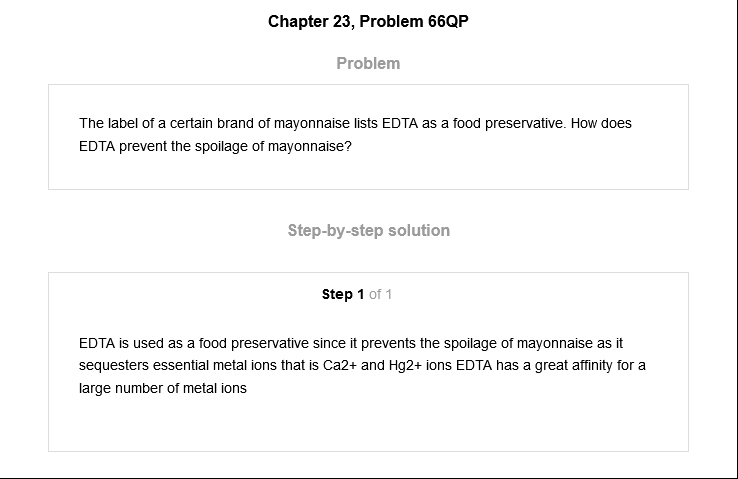 Chapter 23, Problem 66QP
Problem
The label of a certain brand of mayonnaise lists EDTA as a food preservative. How does
EDTA prevent the spoilage of mayonnaise?
Step-by-step solution
Step 1 of 1
EDTA is used as a food preservative since it prevents the spoilage of mayonnaise as it
sequesters essential metal ions that is Ca2+ and Hg2+ ions EDTA has a great affinity for a
large number of metal ions